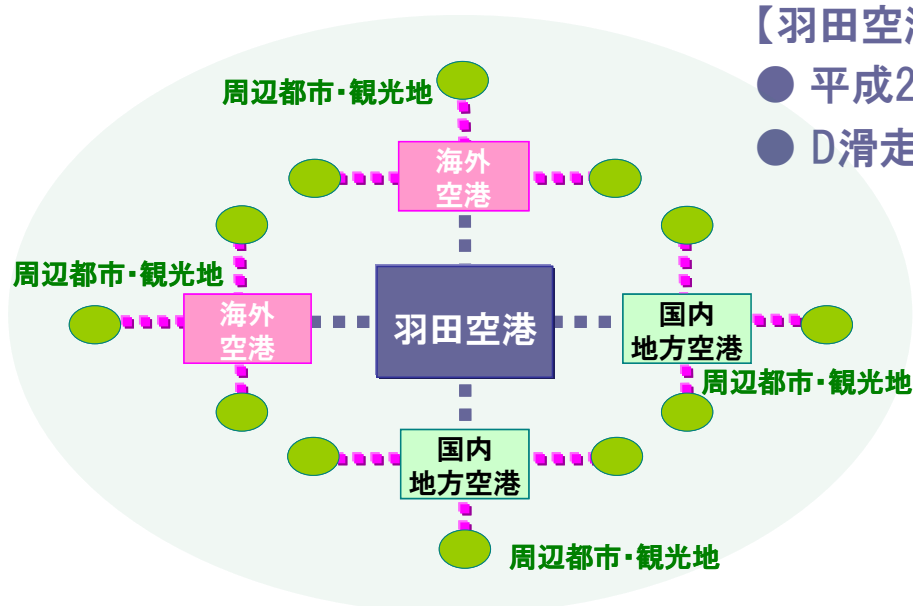 【羽田空港
● 平成2
● D滑走
周辺都市・観光地
海外
空港
周辺都市・観光地
海外
空港
羽田空港
国内
地方空港
周辺都市・観光地
国内
地方空港
周辺都市・観光地